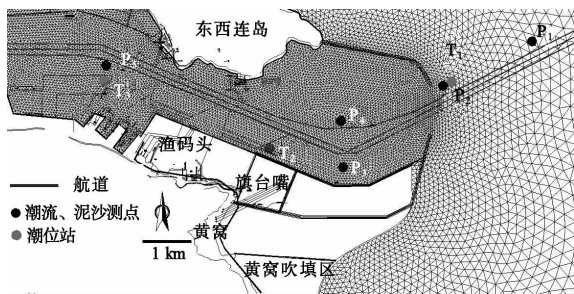 东西连岛
P₁
T₁
P₂
P₅
T₃
P₄
渔码头
T₂
P₃
旗台嘴
航道
潮流、泥沙测点
潮位站
1 km
黄窝
黄窝吹填区